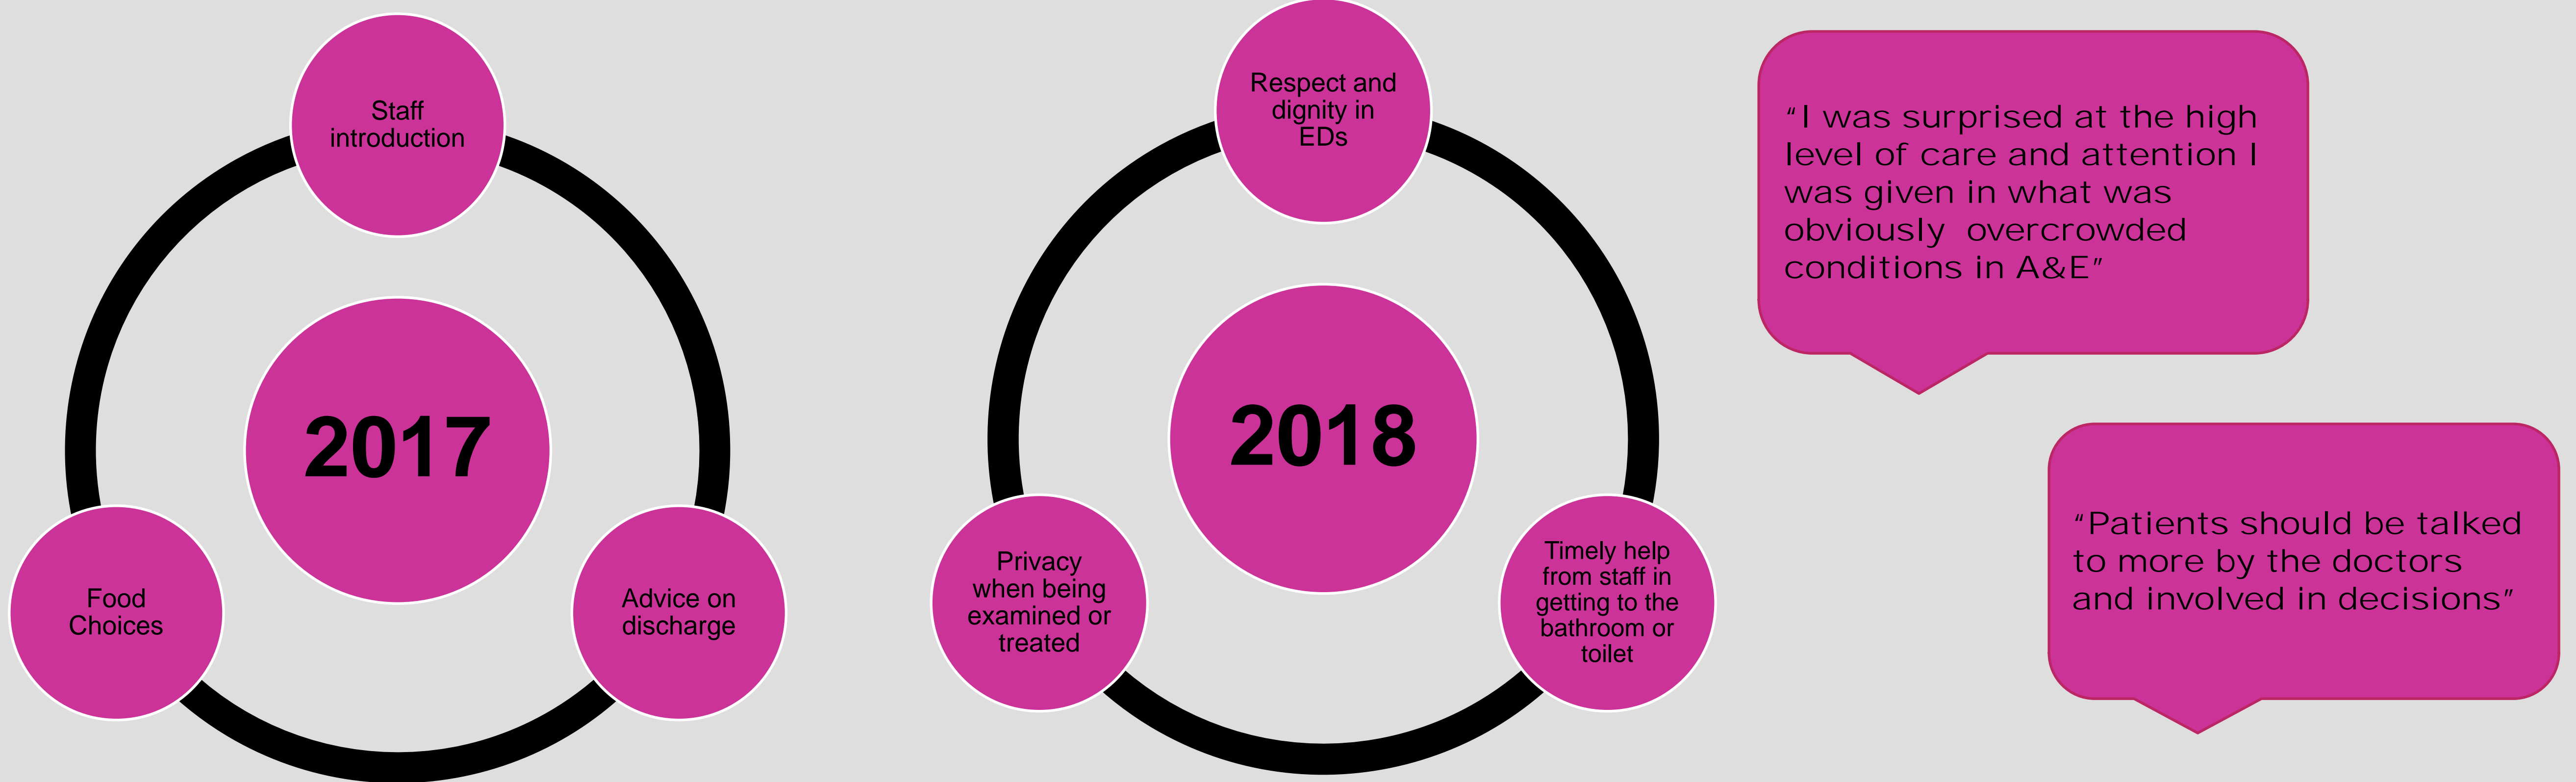 Staff
introduction
2017
Food
Choices
Advice on
discharge
Respect and
dignity in
EDs
2018
Privacy
when being
examined or
treated
Timely help
from staff in
getting to the
bathroom or
toilet
“I was surprised at the high
level of care and attention I
was given in what was
obviously  overcrowded
conditions in A&E”
“Patients should be talked
to more by the doctors
and involved in decisions”